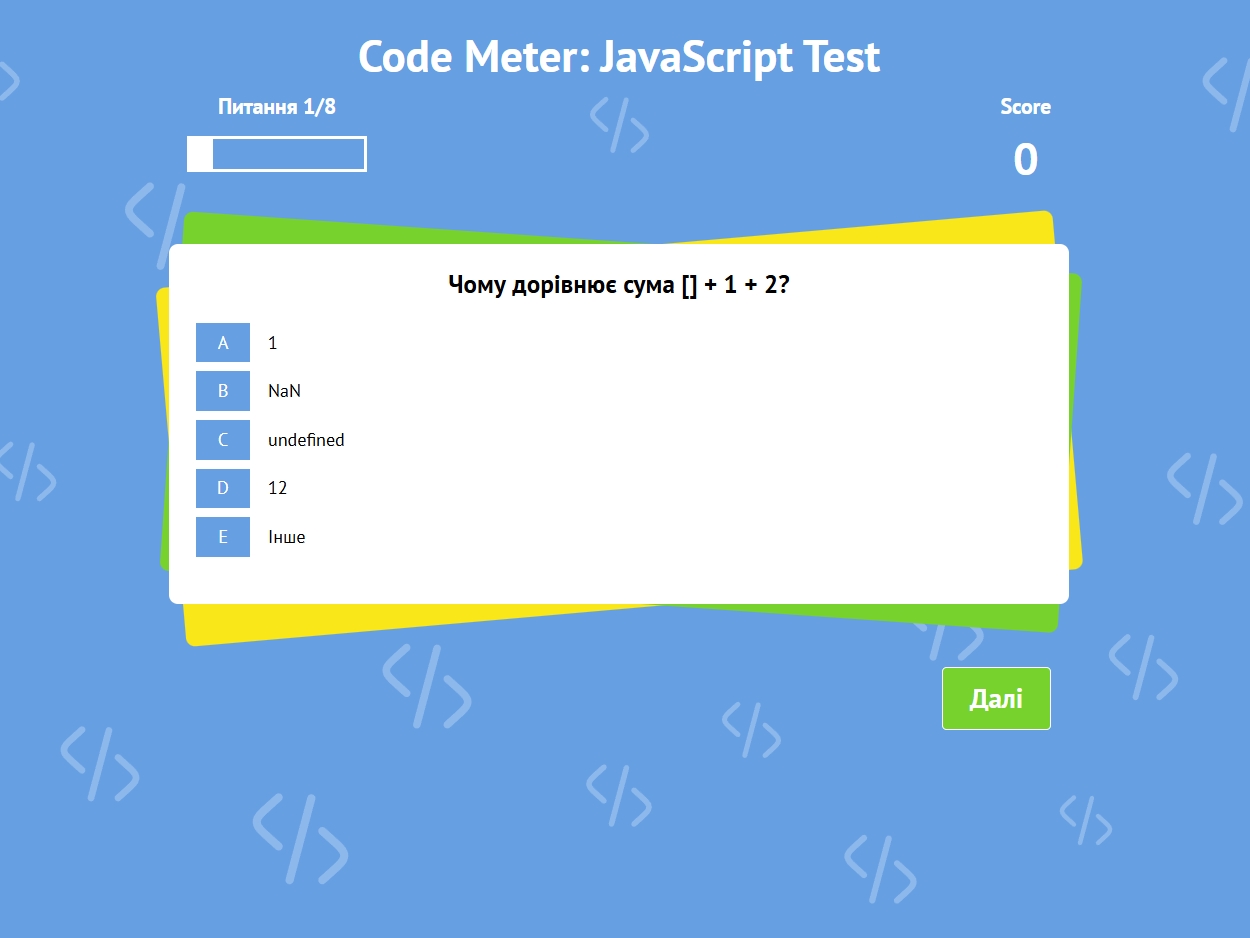 Code Meter: JavaScript Test
Питання 1/8
Score
0
Чому дорівнює сума [] + 1 + 2?
A 1
B NaN
C undefined
D 12
E Інше
Далі